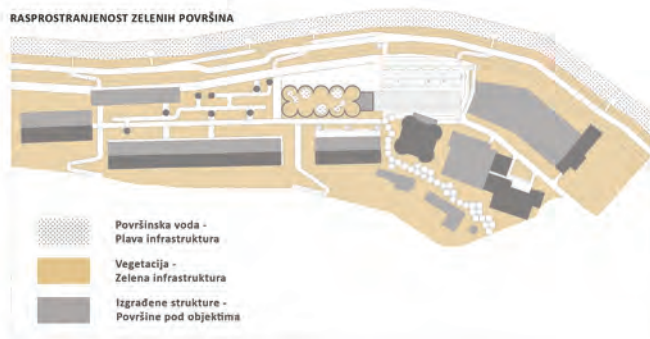 RASPROSTRANJENOST ZELENIH POVRŠINA
Površinska voda -
Plava infrastruktura
Vegetacija -
Zelena infrastruktura
Izgrađene strukture -
Površine pod objektima